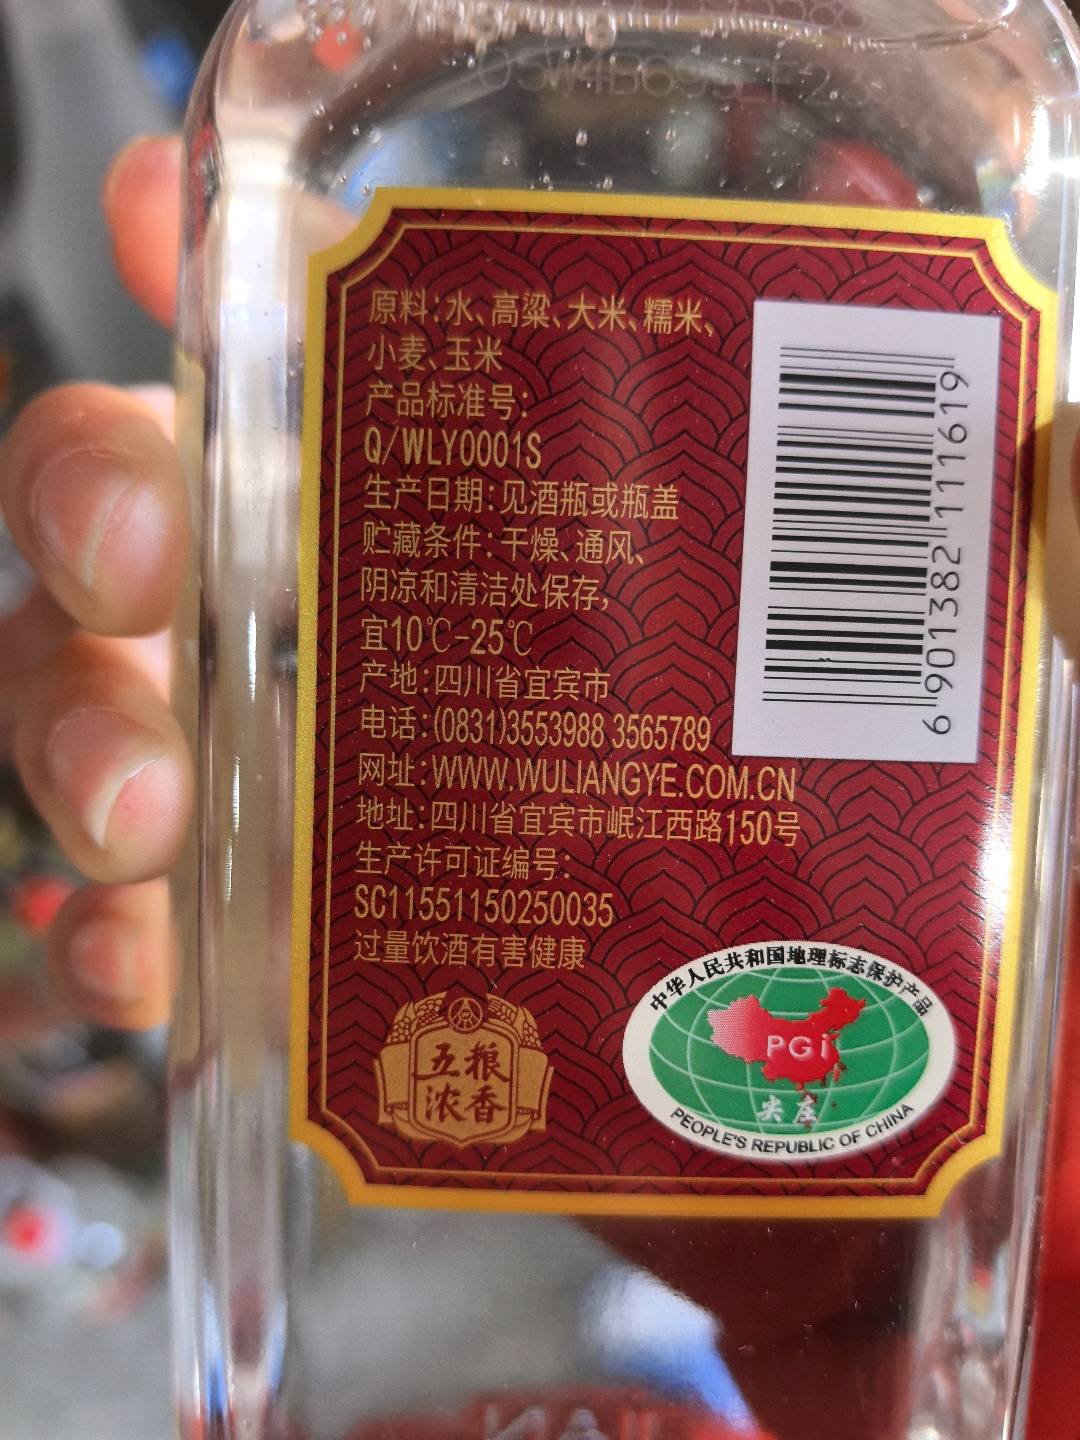 原料:水、高粱、大米、糯米、
小麦、玉米
产品标准号:
Q/WLY0001S
生产日期:见酒瓶或瓶盖
贮藏条件:干燥、通风、
阴凉和清洁处保存,
宜10℃-25℃
产地:四川省宜宾市
电话:(0831)3553988 3565789
网址:WWW.WULIANGYE.COM.CN
地址:四川省宜宾市岷江西路150号
生产许可证编号:
SC11551150250035
过量饮酒有害健康
6 901382 111619
五粮
浓香
中华人民共和国地理标志保护产品
PGI
尖庄
PEOPLE'S REPUBLIC OF CHINA